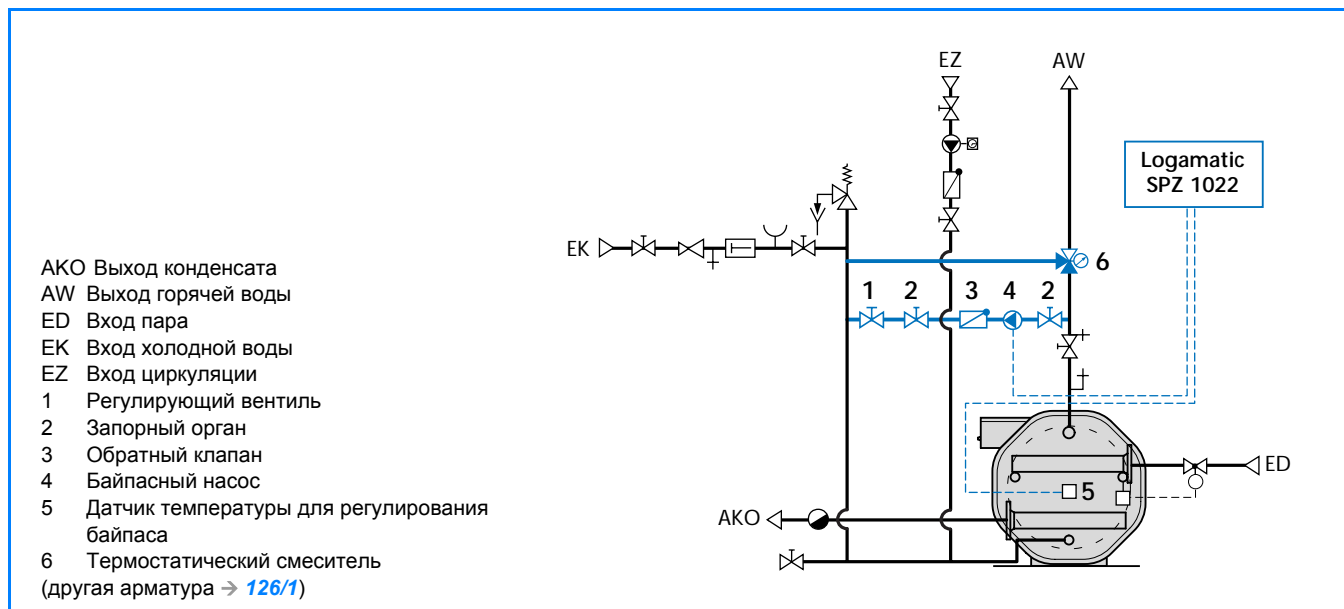 EZ
AW
Logamatic
SPZ 1022
EK
6
1
2
3
4
2
5
ED
AKO
AKO Выход конденсата
AW Выход горячей воды
ED Вход пара
EK Вход холодной воды
EZ Вход циркуляции
1 Регулирующий вентиль
2 Запорный орган
3 Обратный клапан
4 Байпасный насос
5 Датчик температуры для регулирования
байпаса
6 Термостатический смеситель
(другая арматура → 126/1)